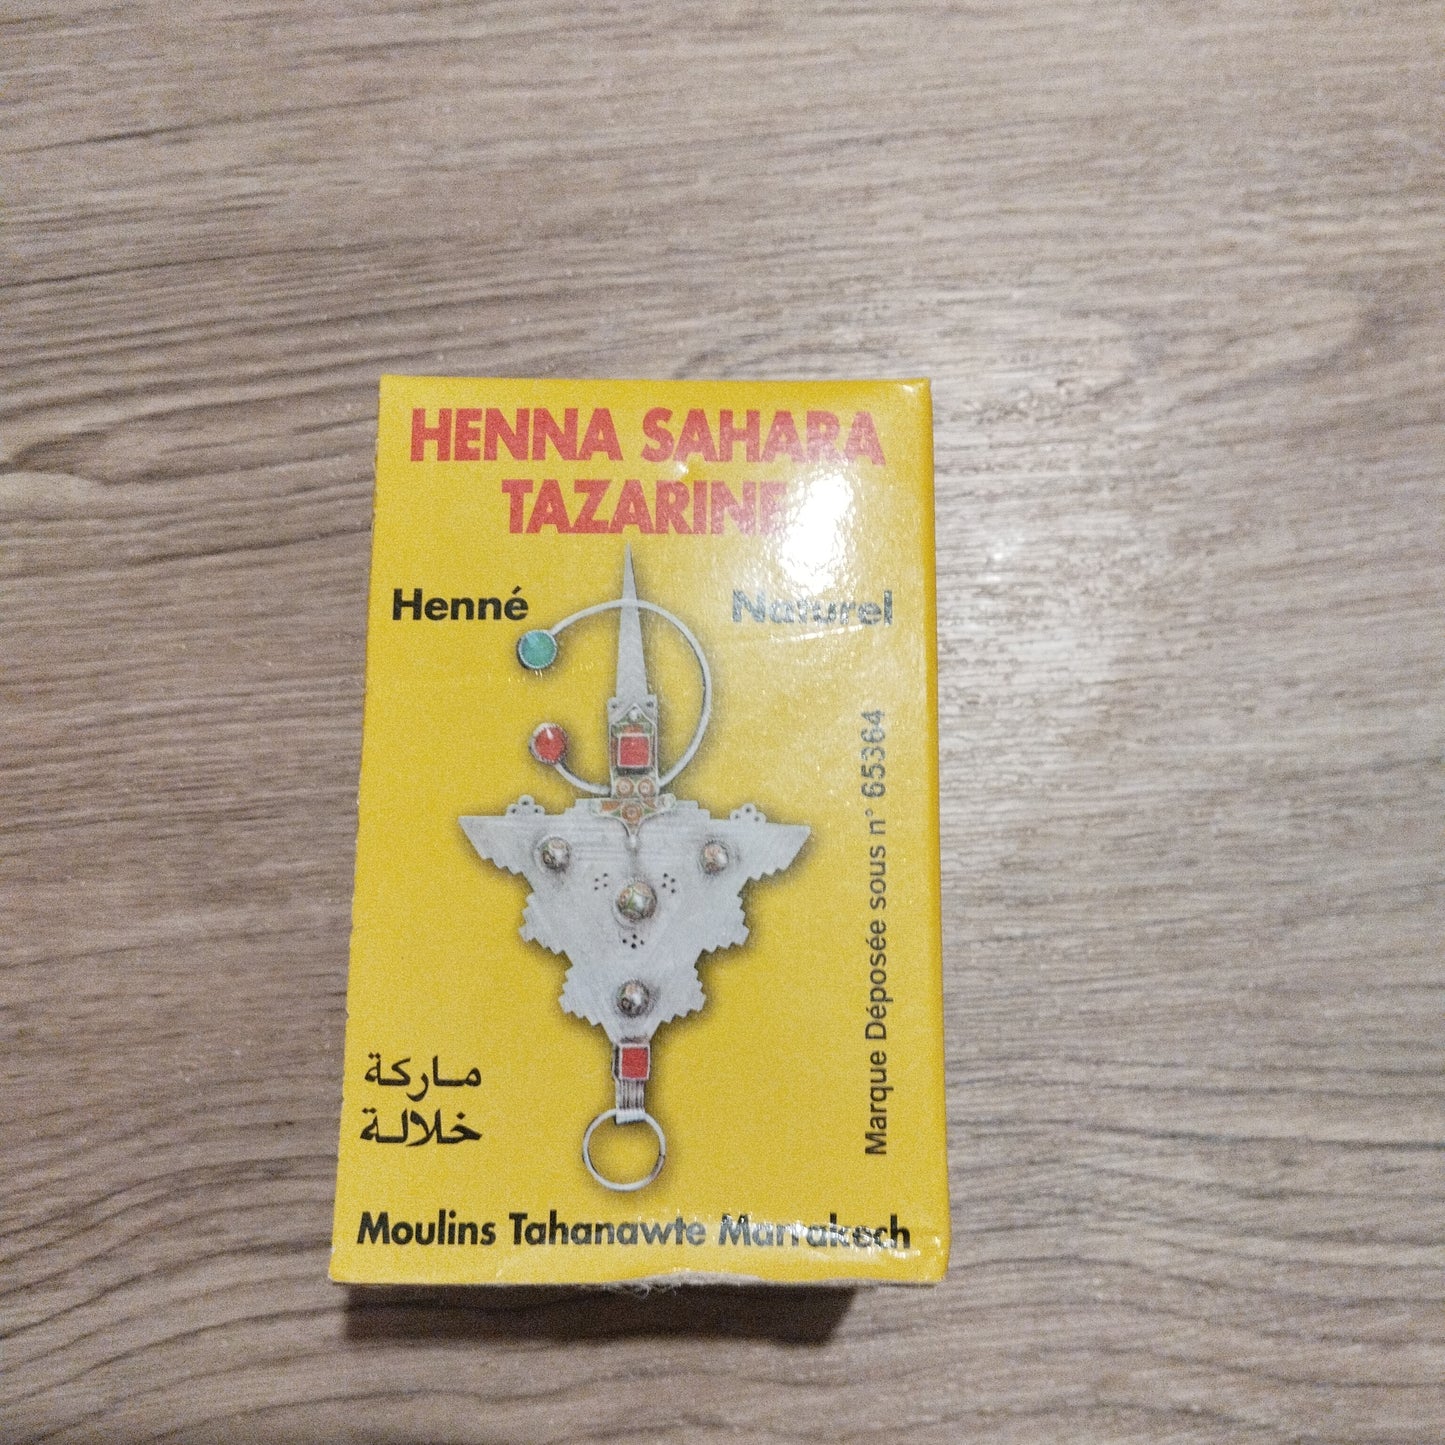 HENNA SAHARA
TAZARINE
Henné Naturel
Marque Déposée sous n° 65364
ماركة
خلالة
Moulins Tahanawte Marrakech